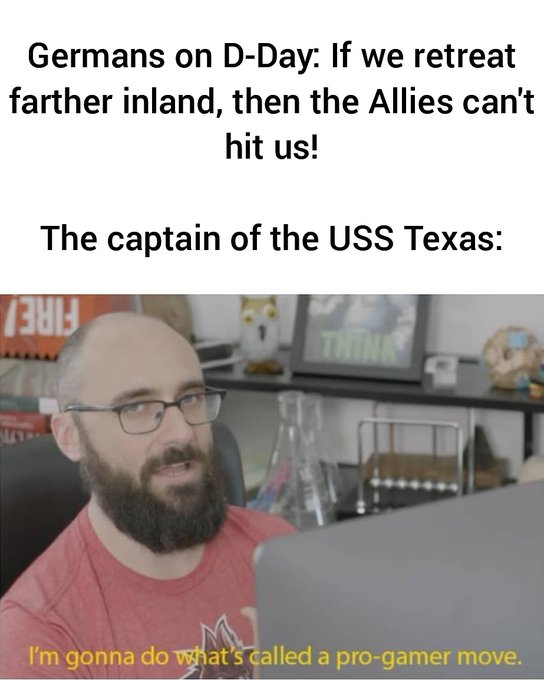 Germans on D-Day: If we retreat
farther inland, then the Allies can't
hit us!
The captain of the USS Texas:
FIRE!
THINK
I'm gonna do what's called a pro-gamer move.